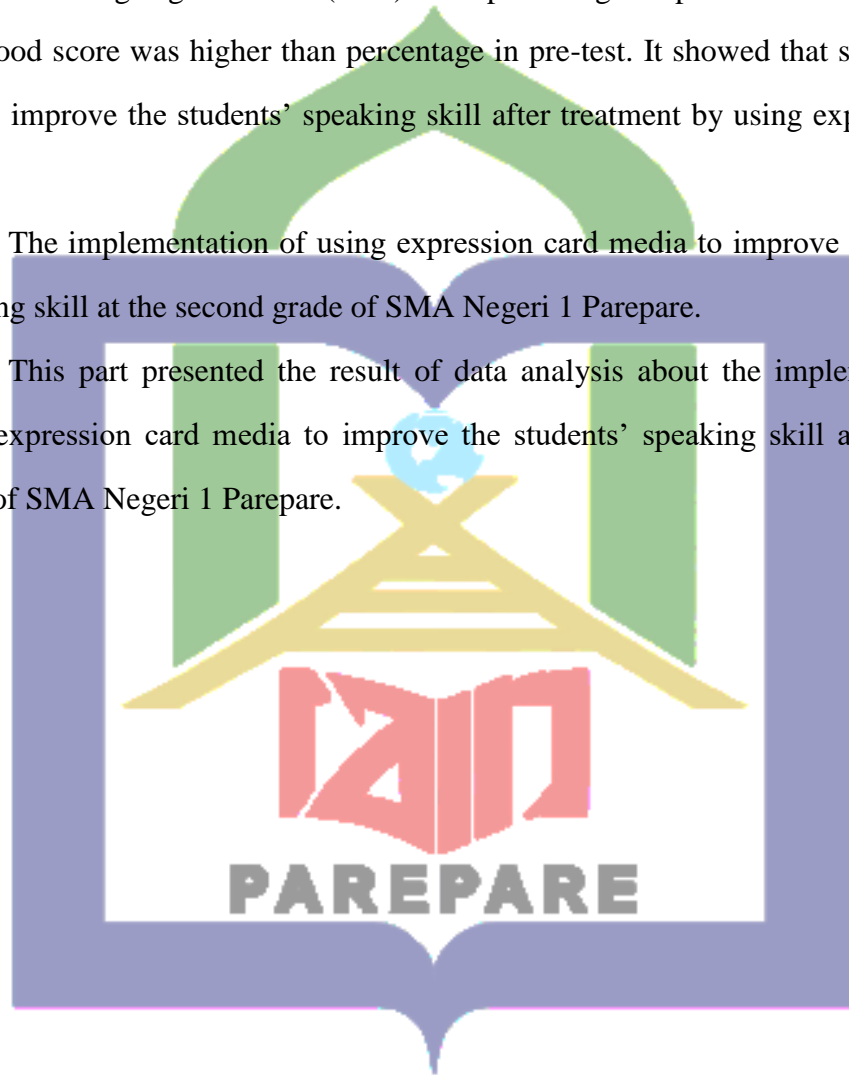 ood score was higher than percentage in pre-test. It showed that s
improve the students’ speaking skill after treatment by using exp
The implementation of using expression card media to improve
ng skill at the second grade of SMA Negeri 1 Parepare.
This part presented the result of data analysis about the imple
expression card media to improve the students’ speaking skill a
of SMA Negeri 1 Parepare.
iain
PAREPARE